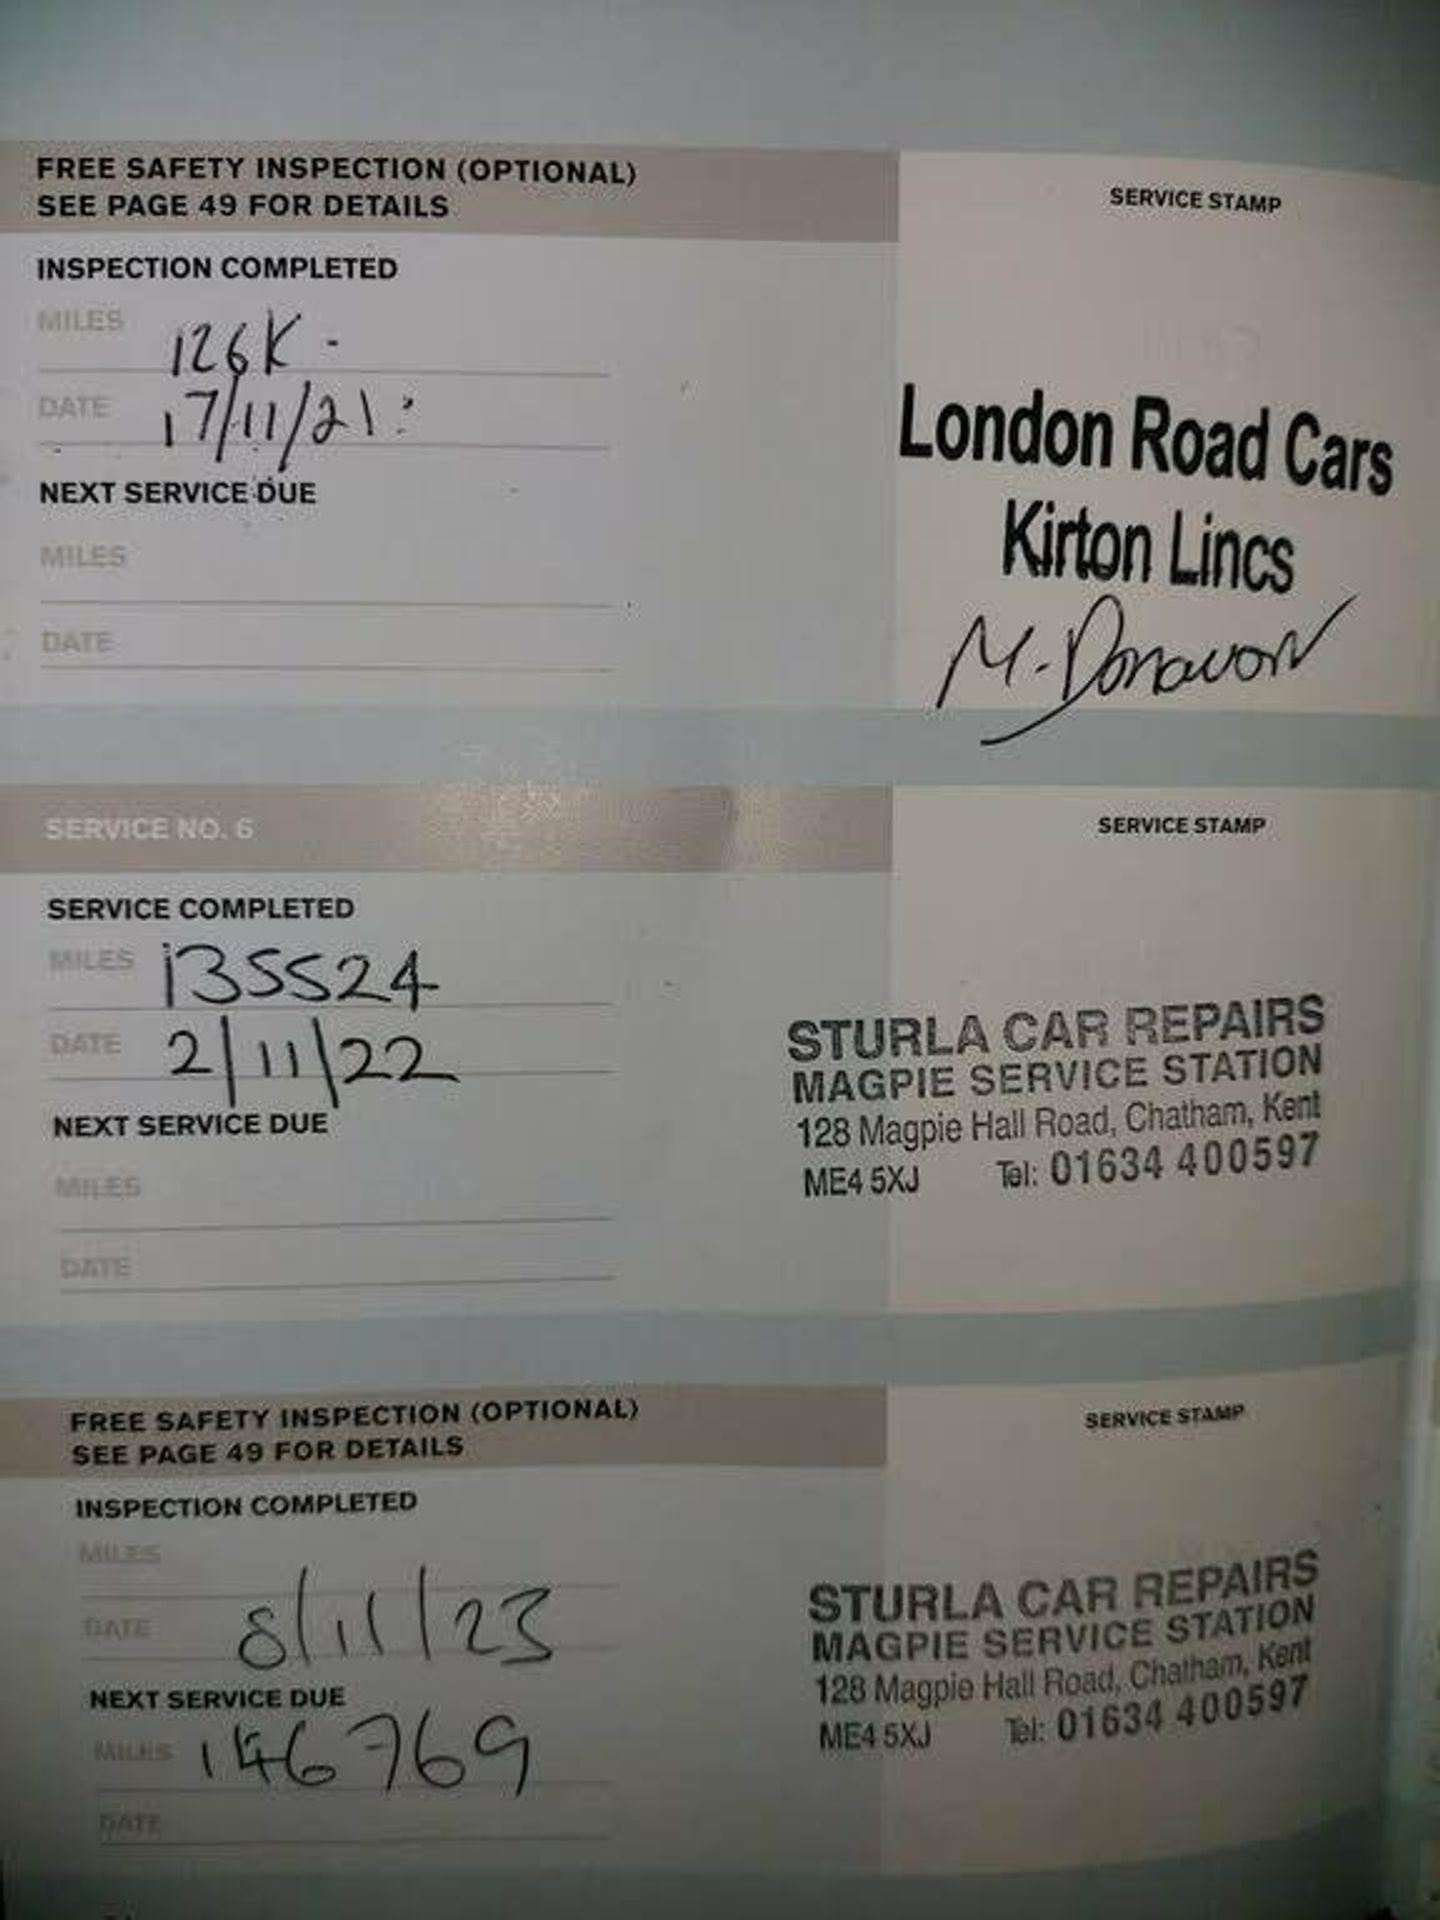 FREE SAFETY INSPECTION (OPTIONAL)
SEE PAGE 49 FOR DETAILS
SERVICE STAMP
INSPECTION COMPLETED
MILES 126K -
DATE 17/11/21:
NEXT SERVICE DUE
MILES
DATE
London Road Cars
Kirton Lincs
M. Donavon
SERVICE NO. 6
SERVICE STAMP
SERVICE COMPLETED
MILES 135524
DATE 2/11/22
NEXT SERVICE DUE
MILES
DATE
STURLA CAR REPAIRS
MAGPIE SERVICE STATION
128 Magpie Hall Road, Chatham, Kent
ME4 5XJ Tel: 01634 400597
FREE SAFETY INSPECTION (OPTIONAL)
SEE PAGE 49 FOR DETAILS
SERVICE STAMP
INSPECTION COMPLETED
MILES
DATE 8/11/23
NEXT SERVICE DUE
MILES 146769
DATE
STURLA CAR REPAIRS
MAGPIE SERVICE STATION
128 Magpie Hall Road, Chatham, Kent
ME4 5XJ Tel: 01634 400597